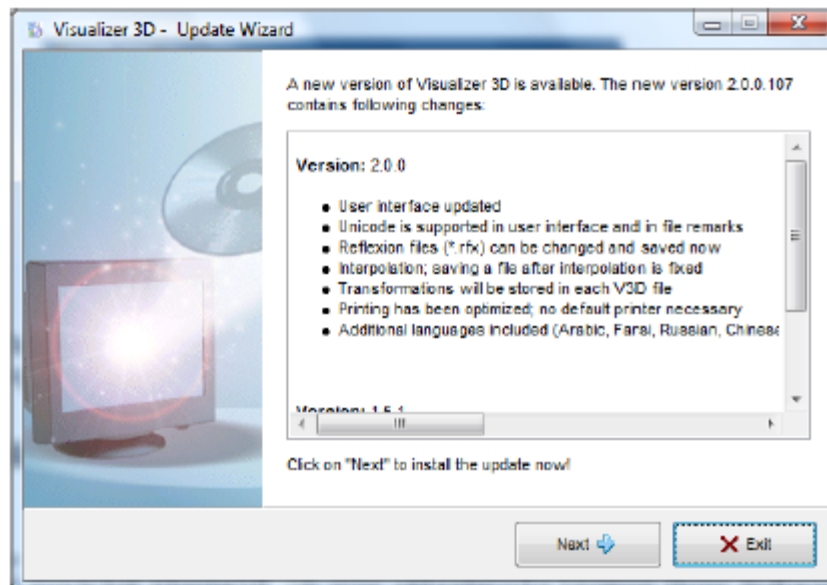 Visualizer 3D - Update Wizard
A new version of Visualizer 3D is available. The new version 2.0.0.107
contains following changes:
Version: 2.0.0
User interface updated
Unicode is supported in user interface and in file remarks
Reflexion files (*.rfx) can be changed and saved now
Interpolation; saving a file after interpolation is fixed
Transformations will be stored in each V3D file
Printing has been optimized; no default printer necessary
Additional languages included (Arabic, Farsi, Russian, Chinese
Version: 1.5.1
Click on "Next" to install the update now!
Next
Exit